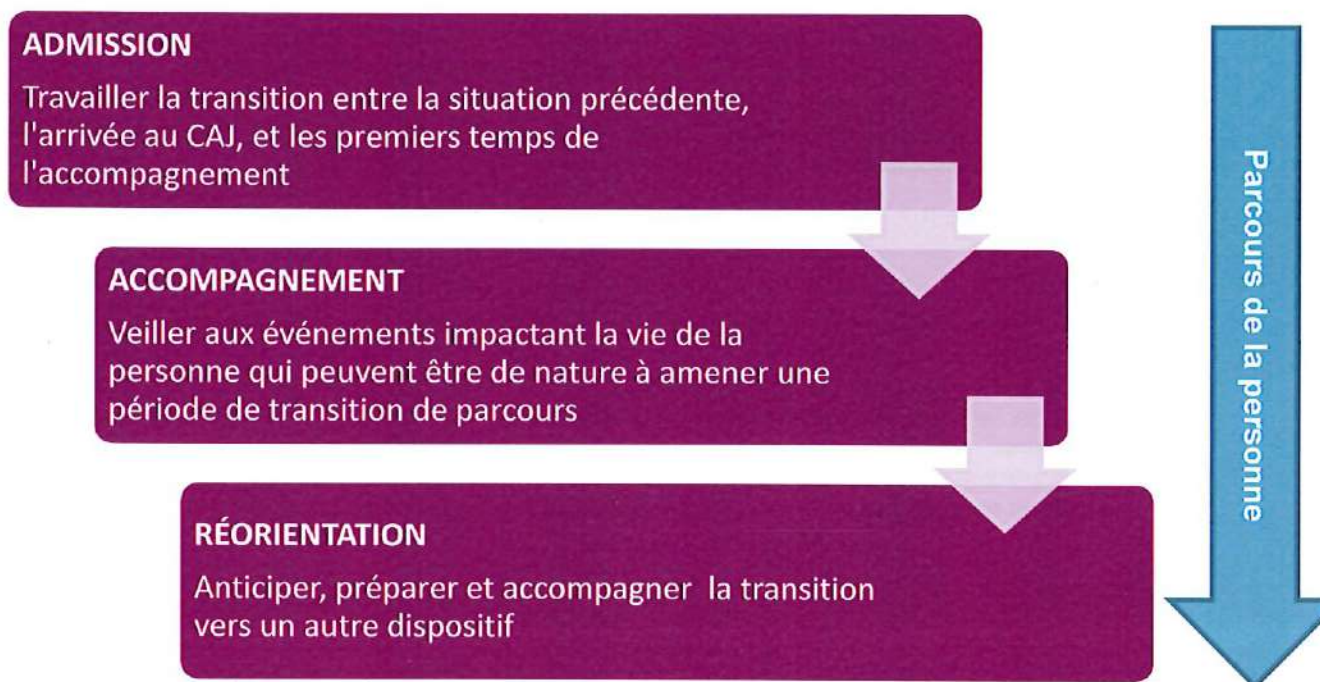 ADMISSION
Travailler la transition entre la situation précédente,
l'arrivée au CAJ, et les premiers temps de
l'accompagnement
ACCOMPAGNEMENT
Veiller aux événements impactant la vie de la
personne qui peuvent être de nature à amener une
période de transition de parcours
RÉORIENTATION
Anticiper, préparer et accompagner la transition
vers un autre dispositif
Parcours de la personne